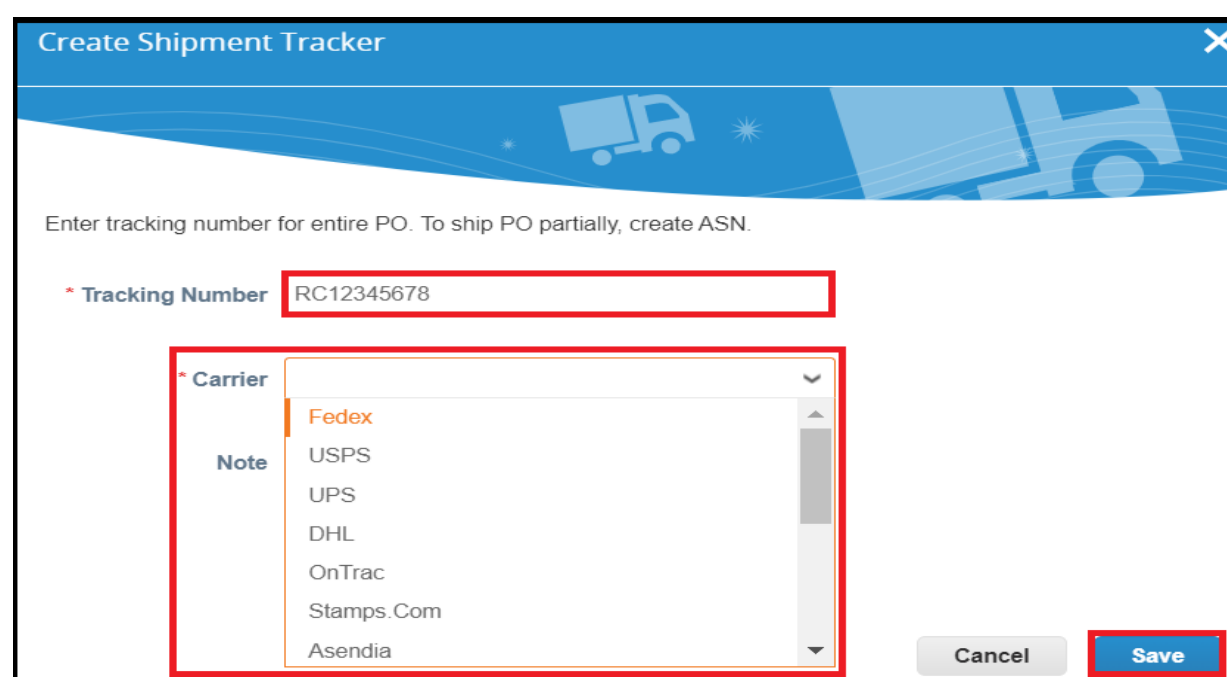 Create Shipment Tracker
Enter tracking number for entire PO. To ship PO partially, create ASN.
* Tracking Number RC12345678
* Carrier
Fedex
Note USPS
UPS
DHL
OnTrac
Stamps.Com
Asendia
Cancel Save